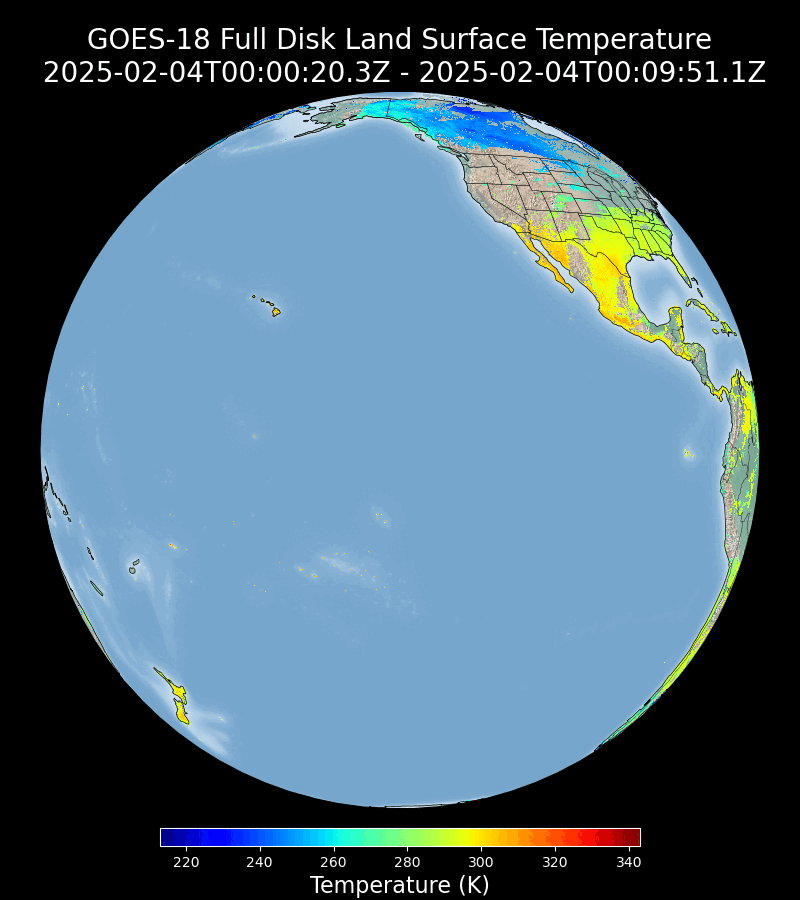 GOES-18 Full Disk Land Surface Temperature
2025-02-04T00:00:20.3Z - 2025-02-04T00:09:51.1Z
220 240 260 280 300 320 340
Temperature (K)